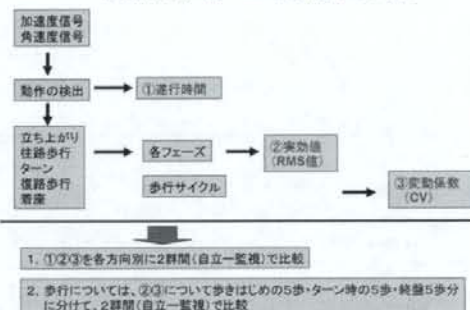 加速度信号
角速度信号
動作の検出
①遂行時間
立ち上がり
往路歩行
ターン
復路歩行
着座
各フェーズ
歩行サイクル
②実効値
(RMS値)
③変動係数
(CV)
1. ①②③を各方向別に2群間(自立ー監視)で比較
2. 歩行については、②③について歩きはじめの5歩・ターン時の5歩・終盤5歩分
に分けて、2群間(自立ー監視)で比較